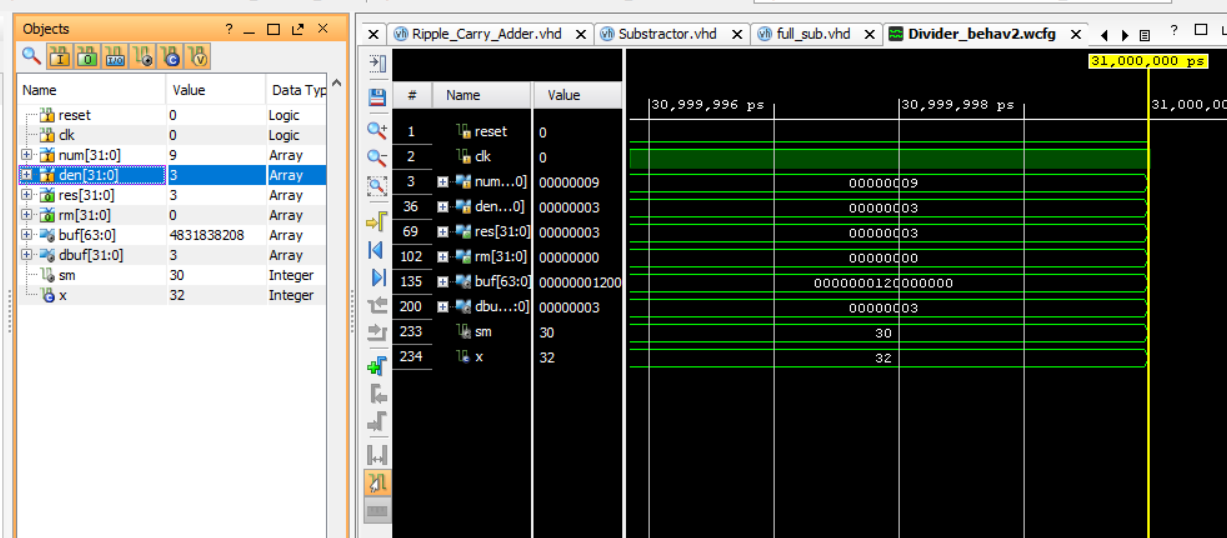 Objects
Name Value Data Typ
reset 0 Logic
clk 0 Logic
num[31:0] 9 Array
den[31:0] 3 Array
res[31:0] 3 Array
rm[31:0] 0 Array
buf[63:0] 4831838208 Array
dbuf[31:0] 3 Array
sm 30 Integer
x 32 Integer
Ripple_Carry_Adder.vhd Substractor.vhd full_sub.vhd Divider_behav2.wcfg
31,000,000 ps
# Name Value
30,999,996 ps 30,999,998 ps 31,000,00
1 reset 0
2 clk 0
3 num...0] 00000009 00000009
36 den...0] 00000003 00000003
69 res[31:0] 00000003 00000003
102 rm[31:0] 00000000 00000000
135 buf[63:0] 00000001200 0000000120000000
200 dbu...:0] 00000003 00000003
233 sm 30 30
234 x 32 32